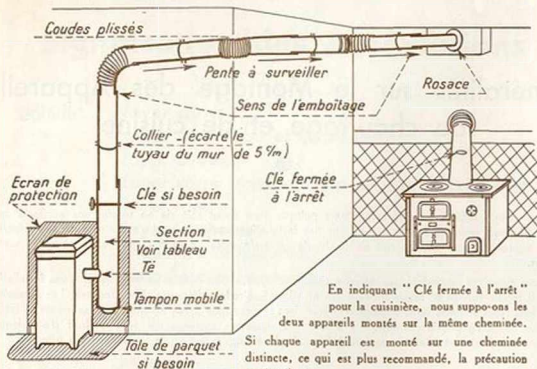 Coudes plissés
Pente à surveiller
Rosace
Sens de l'emboîtage
Collier-(écarte le
tuyau du mur de 5 c/m)
Clé fermée
à l'arrêt
Ecran de
protection
Clé si besoin
Section
Voir tableau
Té
Tampon mobile
Tôle de parquet
si besoin
En indiquant "Clé fermée à l'arrêt"
pour la cuisinière, nous suppo-ons les
deux appareils montés sur la même cheminée.
Si chaque appareil est monté sur une cheminée
distincte, ce qui est plus recommandé, la précaution